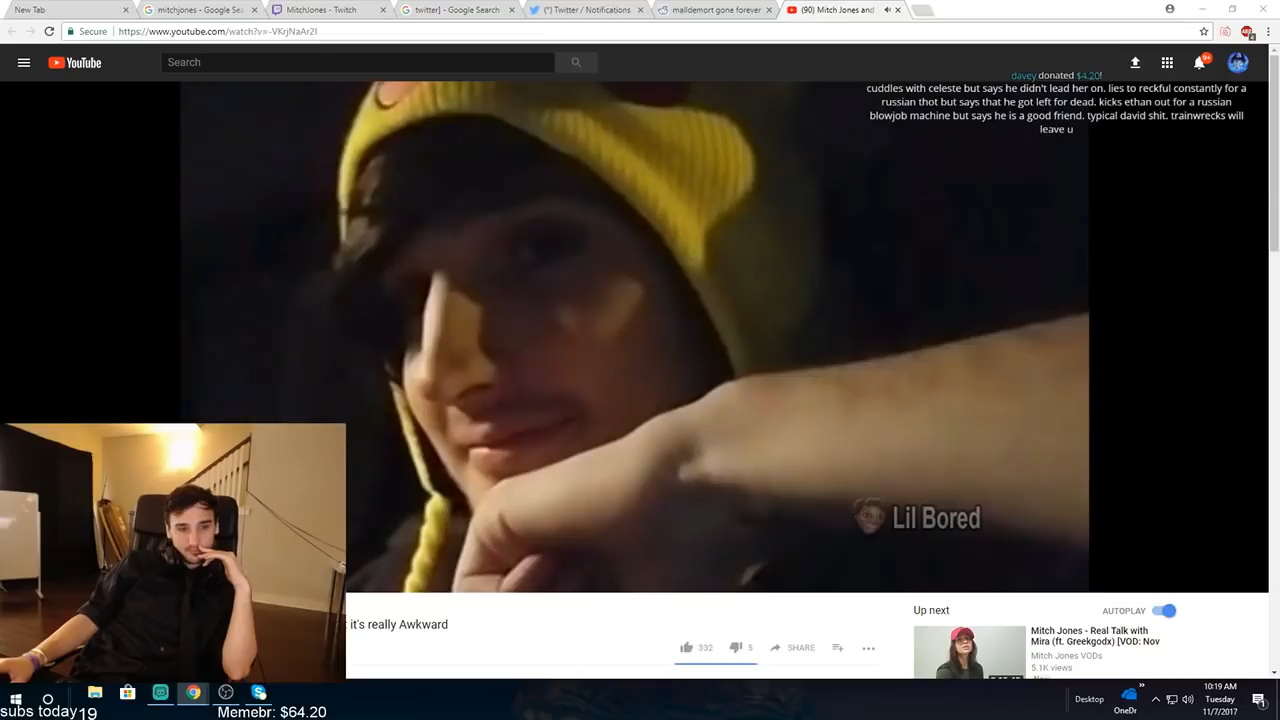 New Tab
mitchjones - Google Sea
MitchJones - Twitch
twitter] - Google Search
(*) Twitter / Notifications
malldemort gone forever
(90) Mitch Jones and
Secure
https://www.youtube.com/watch?v=-VKrjNaAr2I
YouTube
Search
9+
davey donated $4.20!
cuddles with celeste but says he didn't lead her on. lies to reckful constantly for a
russian thot but says that he got left for dead. kicks ethan out for a russian
blowjob machine but says he is a good friend. typical david shit. trainwrecks will
leave u
Lil Bored
it's really Awkward
332
5
SHARE
Up next
AUTOPLAY
Mitch Jones - Real Talk with
Mira (ft. Greekgodx) [VOD: Nov
Mitch Jones VODs
5.1K views
Desktop
OneDr
10:19 AM
Tuesday
11/7/2017
subs today 19
Memebr: $64.20